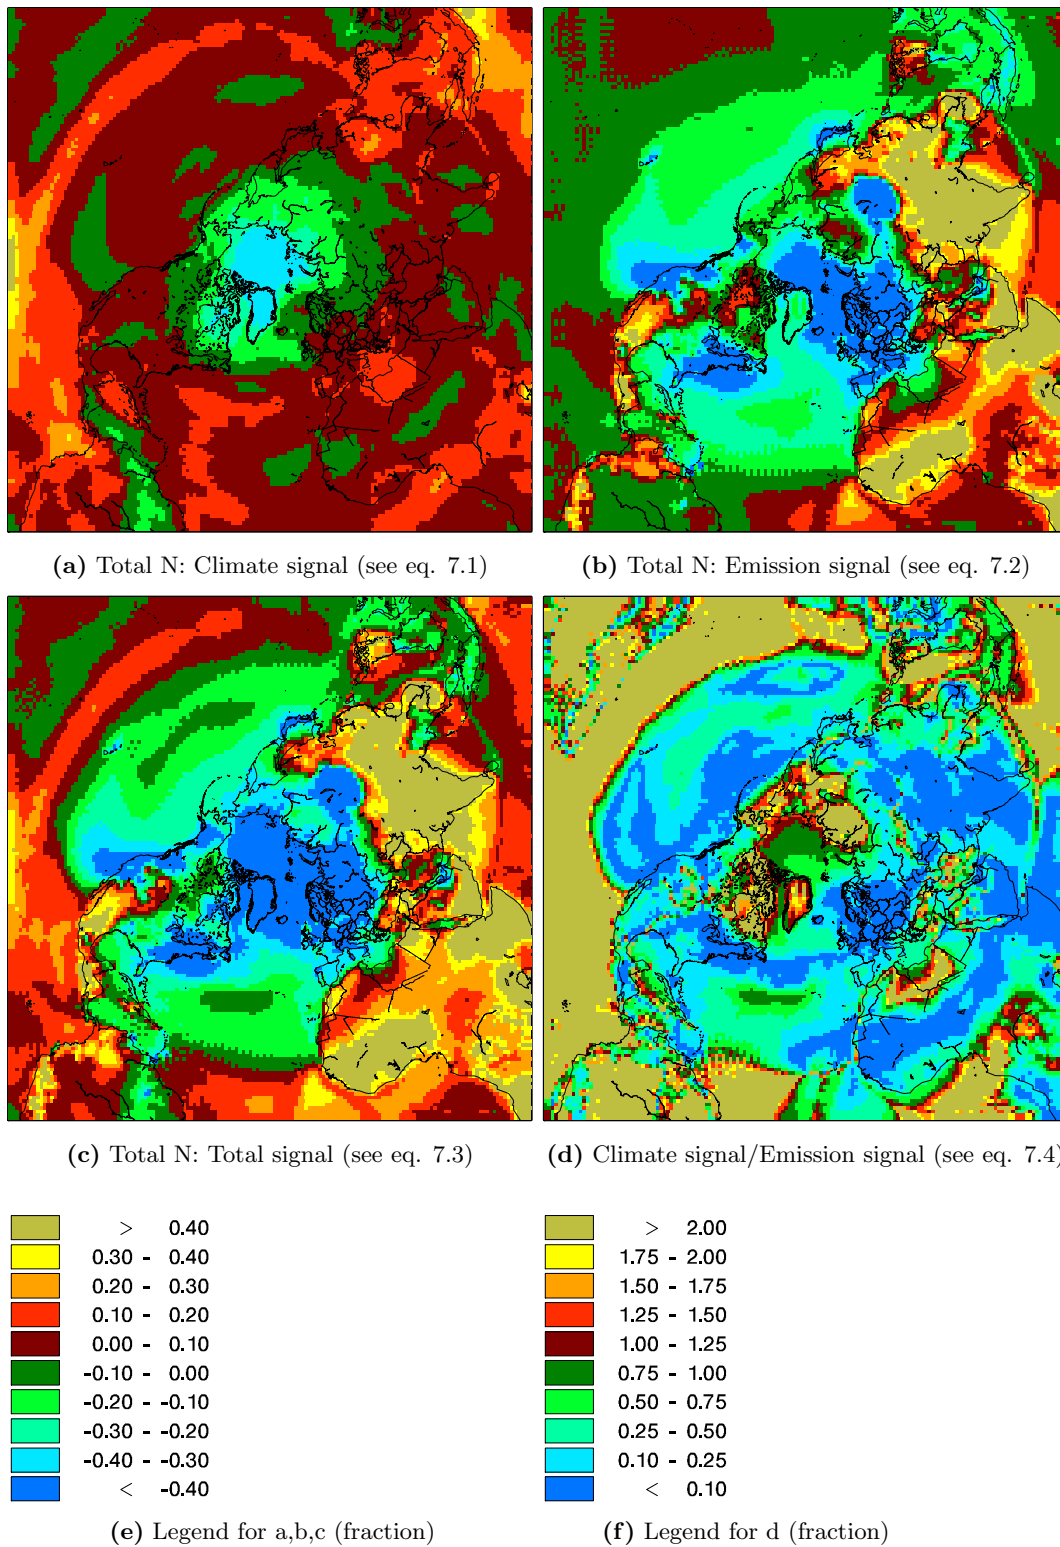 (a) Total N: Climate signal (see eq. 7.1)
(b) Total N: Emission signal (see eq. 7.2)
(c) Total N: Total signal (see eq. 7.3)
(d) Climate signal/Emission signal (see eq. 7.4)
> 0.40
0.30 - 0.40
0.20 - 0.30
0.10 - 0.20
0.00 - 0.10
-0.10 - 0.00
-0.20 - -0.10
-0.30 - -0.20
-0.40 - -0.30
< -0.40
(e) Legend for a,b,c (fraction)
> 2.00
1.75 - 2.00
1.50 - 1.75
1.25 - 1.50
1.00 - 1.25
0.75 - 1.00
0.50 - 0.75
0.25 - 0.50
0.10 - 0.25
< 0.10
(f) Legend for d (fraction)